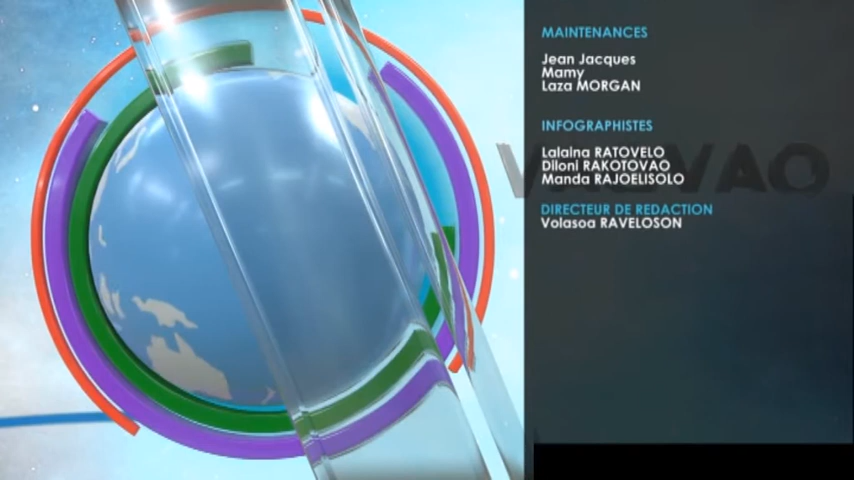 MAINTENANCES
Jean Jacques
Mamy
Laza MORGAN
INFOGRAPHISTES
Lalaina RATOVELO
Diloni RAKOTOVAO
Manda RAJOELISOLO
DIRECTEUR DE REDACTION
Volasoa RAVELOSON